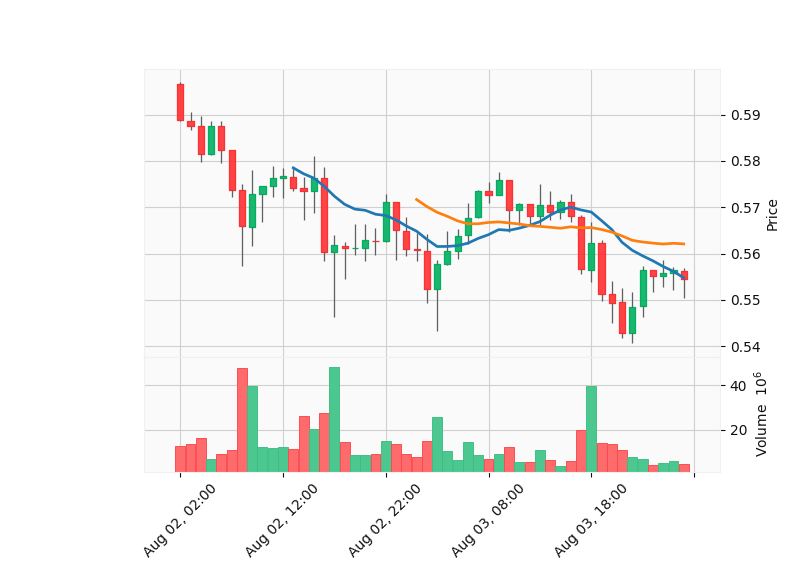 0.59
0.58
0.57
0.56
0.55
0.54
Price
40
20
Volume 10^6
Aug 02, 02:00
Aug 02, 12:00
Aug 02, 22:00
Aug 03, 08:00
Aug 03, 18:00